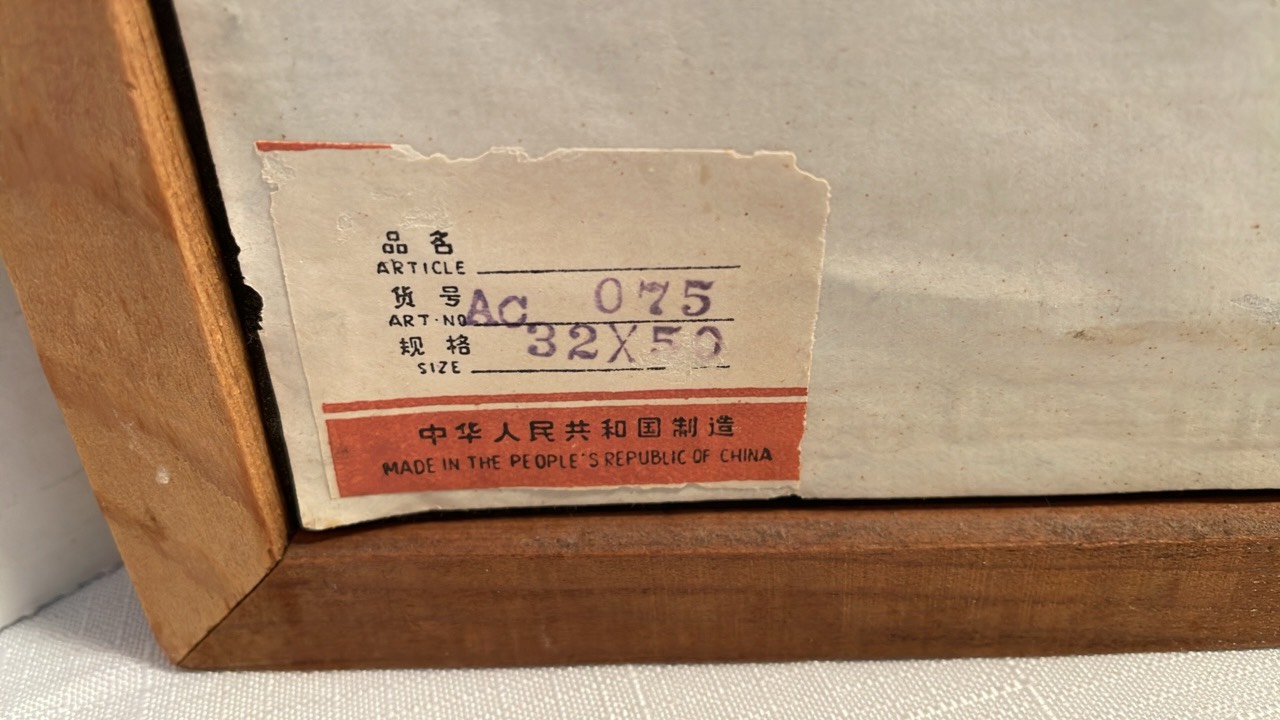 品名
ARTICLE
货号 AC 075
ART·NO
规格 32X50
SIZE
中华人民共和国制造
MADE IN THE PEOPLE'S REPUBLIC OF CHINA